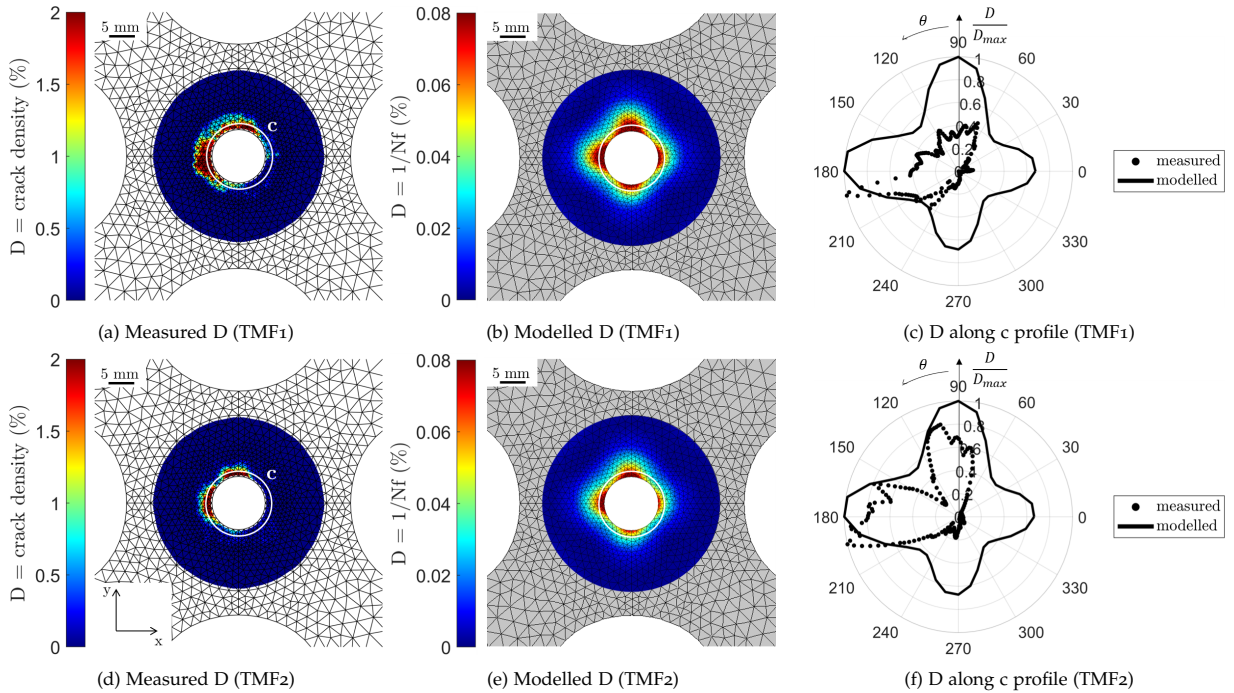 D = crack density (%)
2
1.5
1
0.5
0
5 mm
c
(a) Measured D (TMF1)
D = 1/Nf (%)
0.08
0.06
0.04
0.02
0
5 mm
(b) Modelled D (TMF1)
θ
D
D_max
90
120
60
150
30
180
0
210
330
240
300
270
1
0.8
0.6
0.4
0.2
0
measured
modelled
(c) D along c profile (TMF1)
D = crack density (%)
2
1.5
1
0.5
0
5 mm
c
y
x
(d) Measured D (TMF2)
D = 1/Nf (%)
0.08
0.06
0.04
0.02
0
5 mm
(e) Modelled D (TMF2)
θ
D
D_max
90
120
60
150
30
180
0
210
330
240
300
270
1
0.8
0.6
0.4
0.2
0
measured
modelled
(f) D along c profile (TMF2)